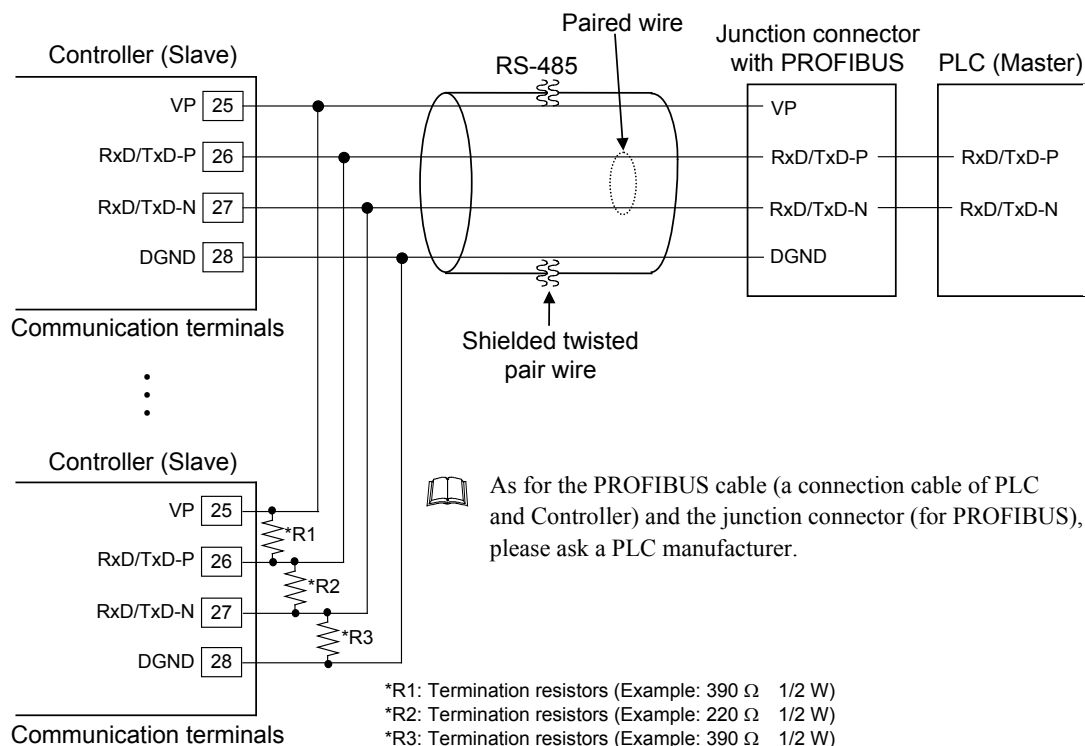 Paired wire
Controller (Slave)
RS-485
Junction connector
with PROFIBUS
PLC (Master)
VP 25
VP
RxD/TxD-P 26
RxD/TxD-P
RxD/TxD-P
RxD/TxD-N 27
RxD/TxD-N
RxD/TxD-N
DGND 28
DGND
Communication terminals
Shielded twisted
pair wire
Controller (Slave)
VP 25
*R1
RxD/TxD-P 26
*R2
RxD/TxD-N 27
*R3
DGND 28
Communication terminals
As for the PROFIBUS cable (a connection cable of PLC
and Controller) and the junction connector (for PROFIBUS),
please ask a PLC manufacturer.
*R1: Termination resistors (Example: 390 Ω 1/2 W)
*R2: Termination resistors (Example: 220 Ω 1/2 W)
*R3: Termination resistors (Example: 390 Ω 1/2 W)